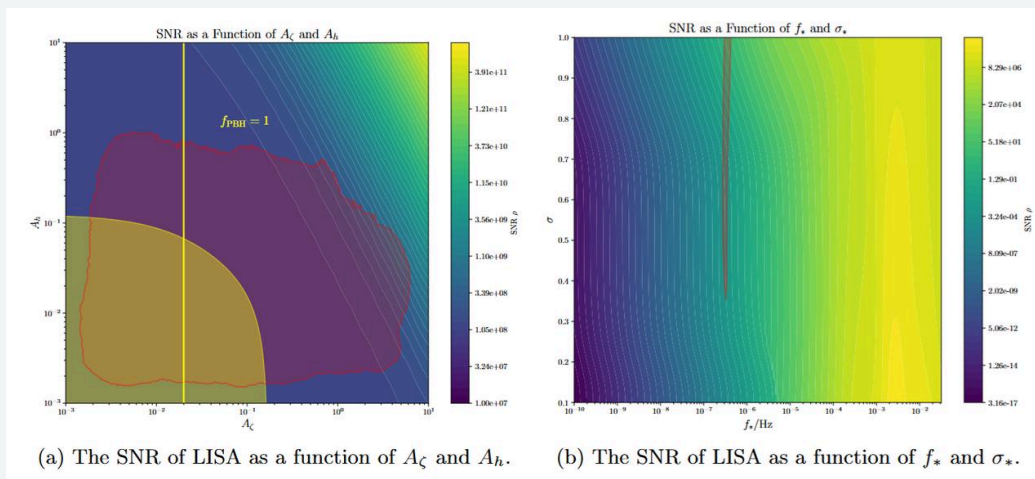 SNR as a Function of A_ζ and A_h
10¹
10⁰
10⁻¹
10⁻²
10⁻³
A_h
f_PBH = 1
10⁻³ 10⁻² 10⁻¹ 10⁰ 10¹
A_ζ
3.91e+11
1.21e+11
3.73e+10
1.15e+10
3.56e+09
1.10e+09
3.39e+08
1.05e+08
3.24e+07
1.00e+07
SNR ρ
(a) The SNR of LISA as a function of A_ζ and A_h.
SNR as a Function of f_* and σ_*
1.0
0.9
0.8
0.7
0.6
0.5
0.4
0.3
0.2
0.1
σ
10⁻¹⁰ 10⁻⁹ 10⁻⁸ 10⁻⁷ 10⁻⁶ 10⁻⁵ 10⁻⁴ 10⁻³ 10⁻²
f_*/Hz
8.29e+06
2.07e+04
5.18e+01
1.29e-01
3.24e-04
8.09e-07
2.02e-09
5.06e-12
1.26e-14
3.16e-17
SNR ρ
(b) The SNR of LISA as a function of f_* and σ_*.